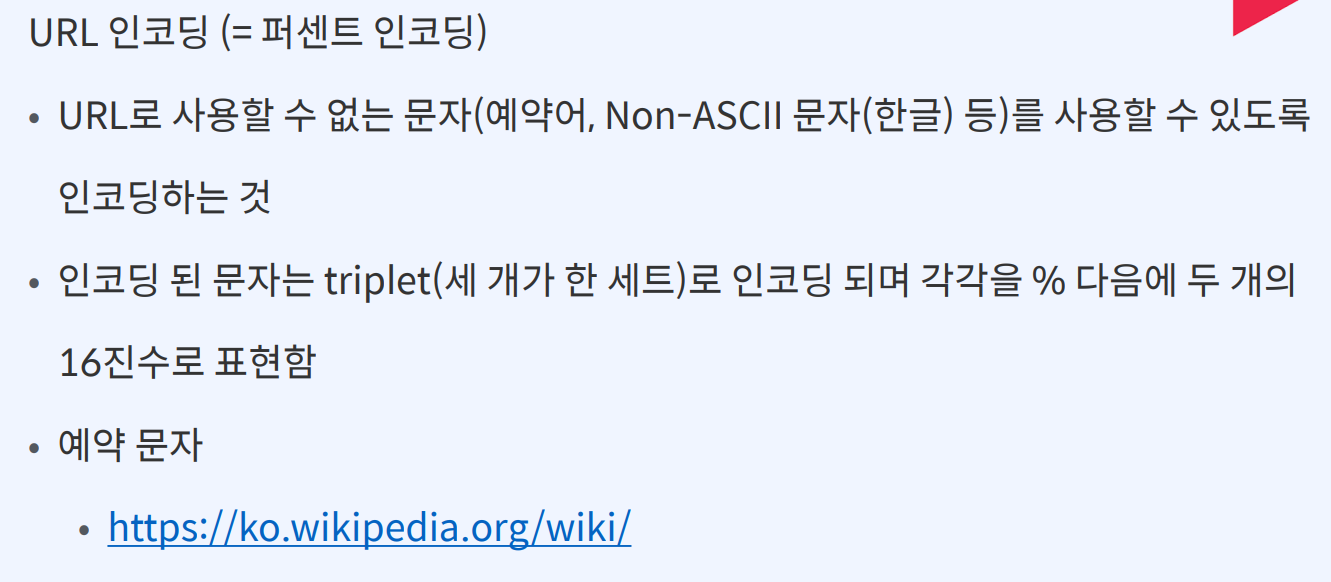 URL 인코딩 (= 퍼센트 인코딩)
• URL로 사용할 수 없는 문자(예약어, Non-ASCII 문자(한글) 등)를 사용할 수 있도록
인코딩하는 것
• 인코딩 된 문자는 triplet(세 개가 한 세트)로 인코딩 되며 각각을 % 다음에 두 개의
16진수로 표현함
• 예약 문자
• https://ko.wikipedia.org/wiki/